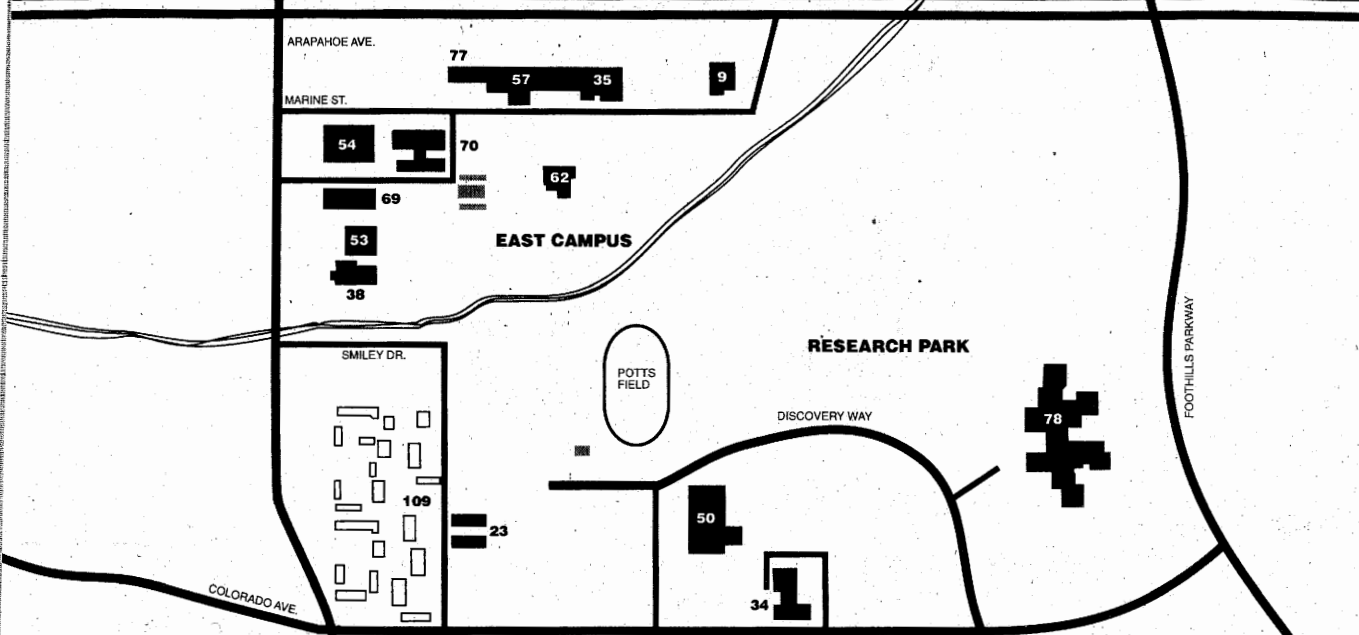 ARAPAHOE AVE.
77
57
35
9
MARINE ST.
54
70
62
69
53
EAST CAMPUS
38
SMILEY DR.
POTTS
FIELD
RESEARCH PARK
FOOTHILLS PARKWAY
DISCOVERY WAY
78
109
23
50
34
COLORADO AVE.